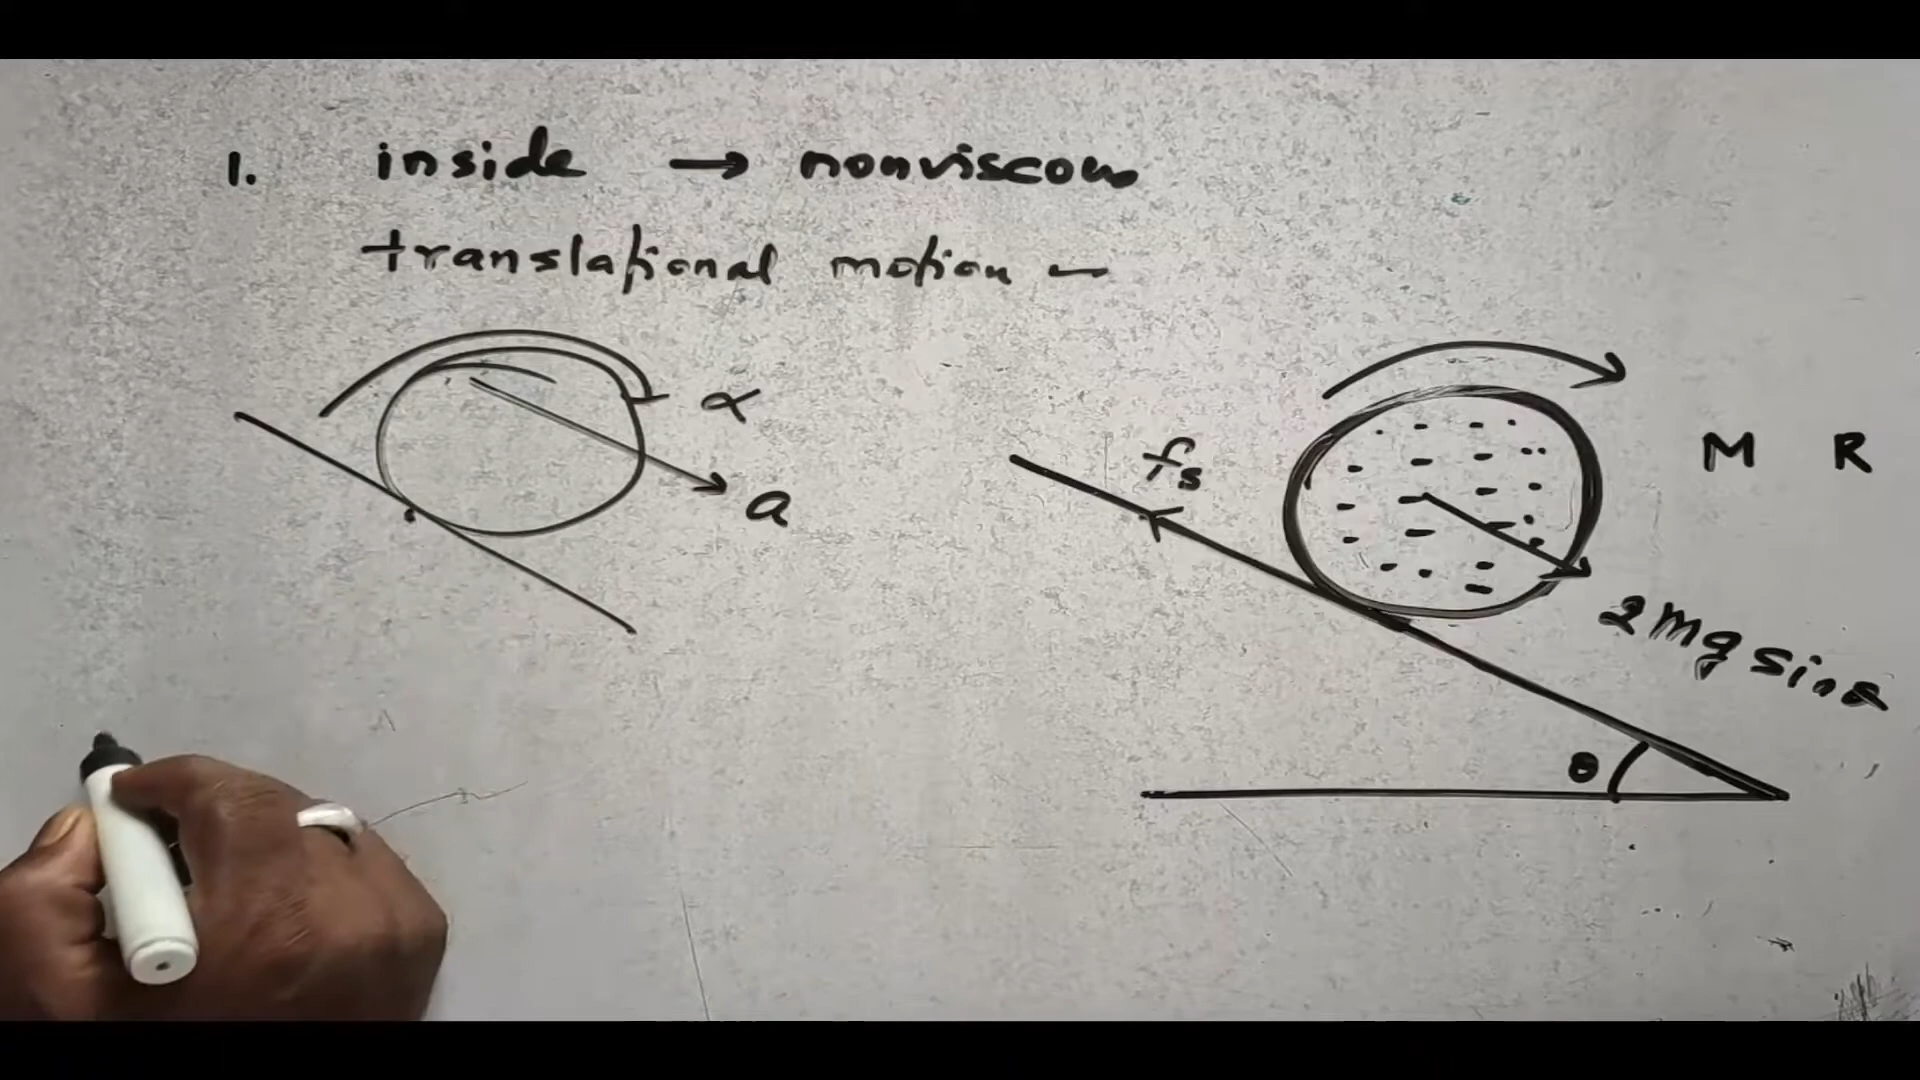 1. inside → nonviscous
translational motion -
α
a
fs
M R
2mg sinθ
θ